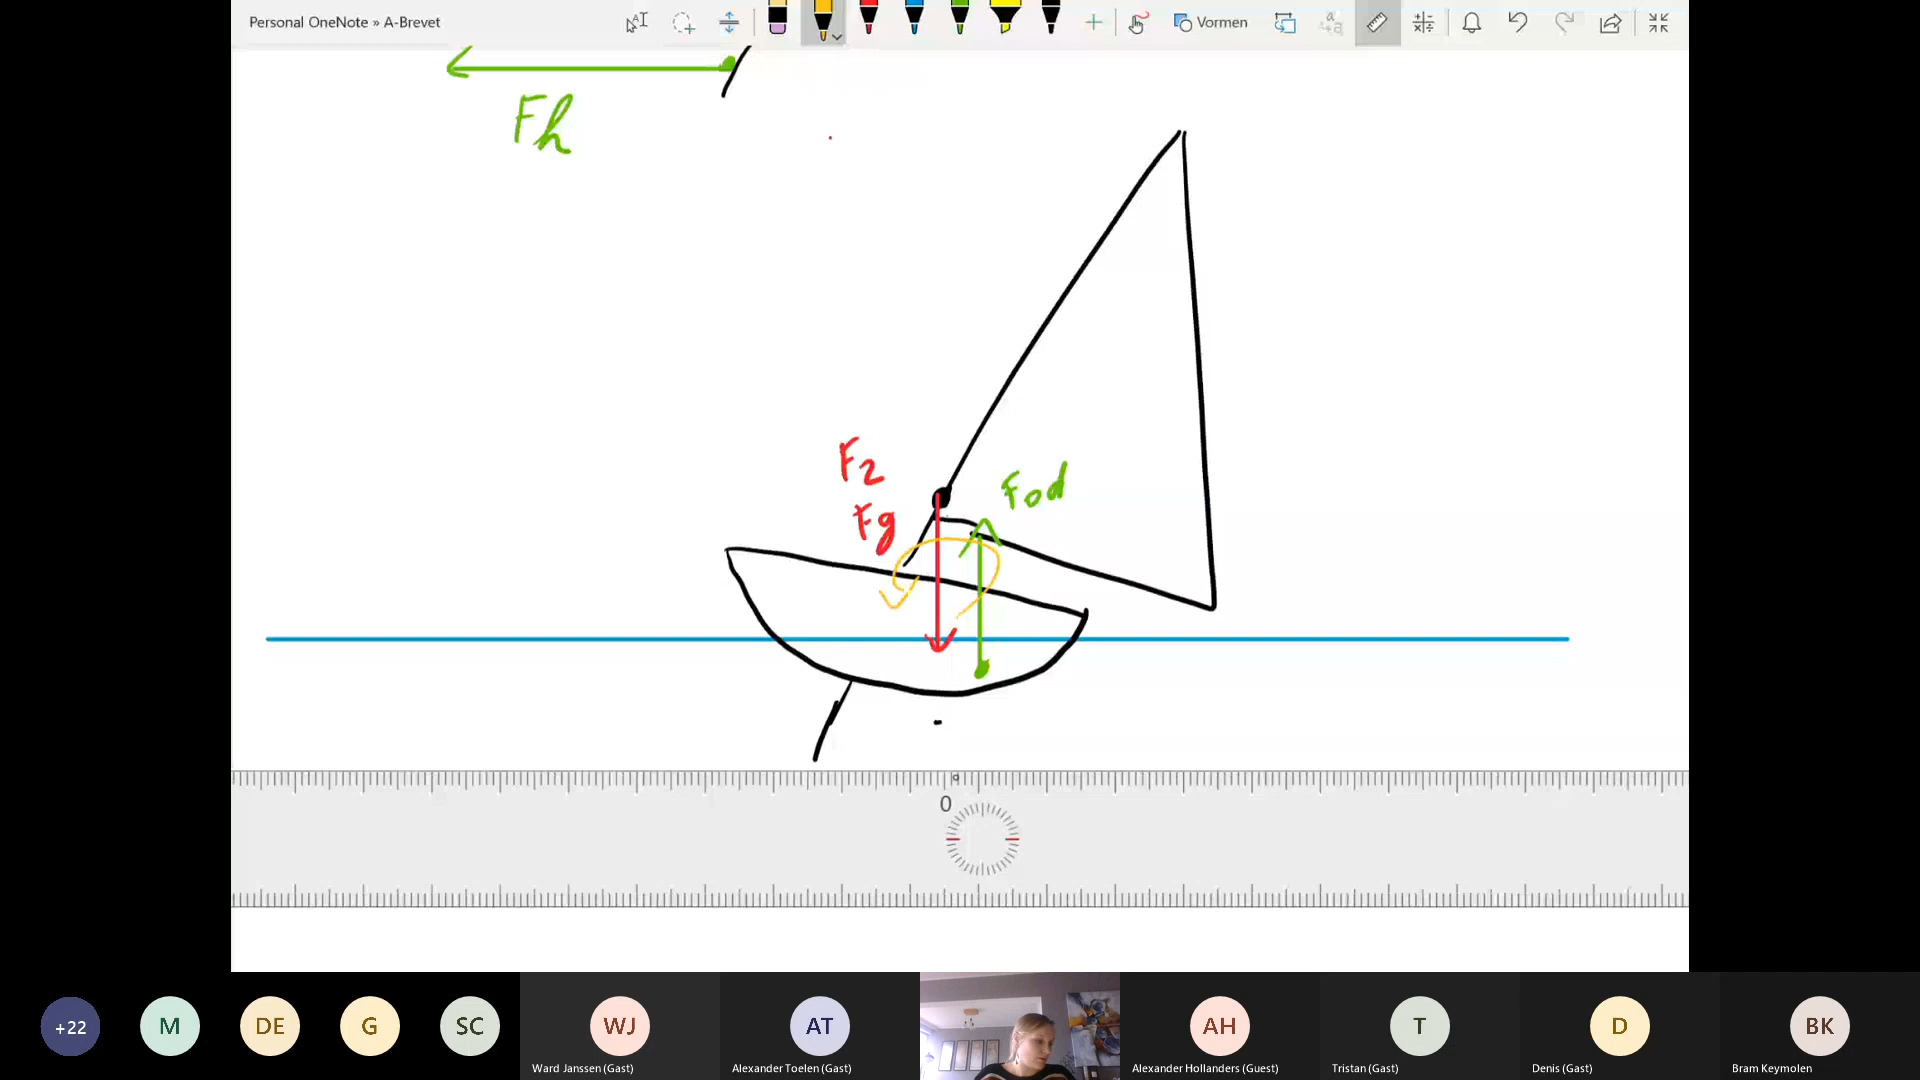 Personal OneNote » A-Brevet
Vormen
Fh
Fz
Fg
Fod
0
+22
M
DE
G
SC
WJ
AT
AH
T
D
BK
Ward Janssen (Gast)
Alexander Toelen (Gast)
Alexander Hollanders (Guest)
Tristan (Gast)
Denis (Gast)
Bram Keymolen